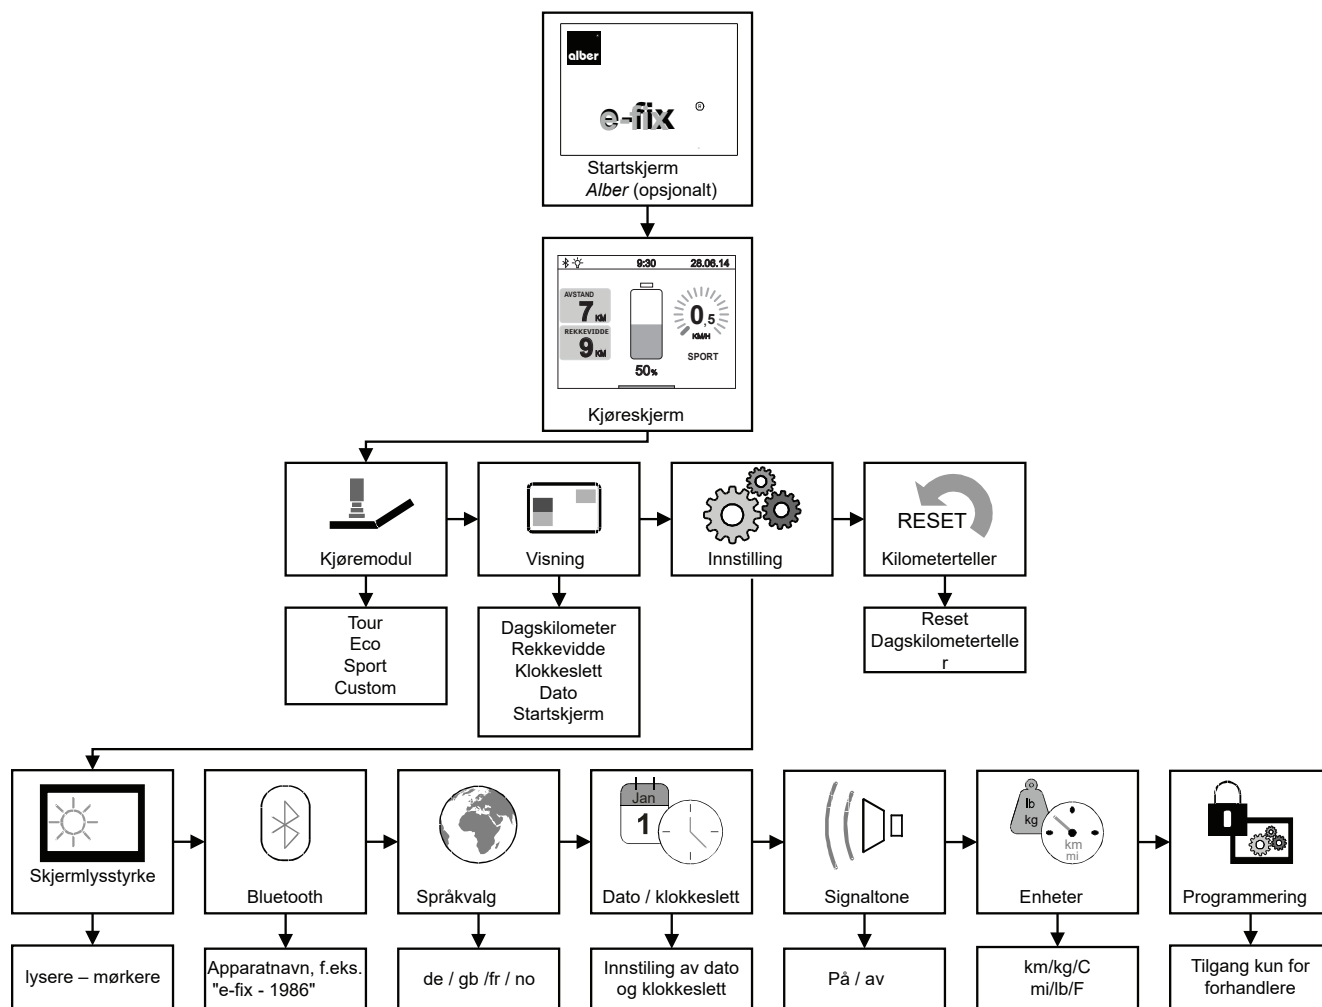 alber
e-fix ®
Startskjerm
Alber (opsjonalt)
9:30 28.06.14
AVSTAND
7 KM
REKKEVIDDE
9 KM
0,5
KM/H
SPORT
50%
Kjøreskjerm
Kjøremodul
Visning
Innstilling
RESET
Kilometerteller
Tour
Eco
Sport
Custom
Dagskilometer
Rekkevidde
Klokkeslett
Dato
Startskjerm
Reset
Dagskilometertelle
r
Skjermlysstyrke
Bluetooth
Språkvalg
Jan
1
Dato / klokkeslett
Signaltone
lb
kg
km
mi
Enheter
Programmering
lysere – mørkere
Apparatnavn, f.eks.
"e-fix - 1986"
de / gb /fr / no
Innstiling av dato
og klokkeslett
På / av
km/kg/C
mi/lb/F
Tilgang kun for
forhandlere